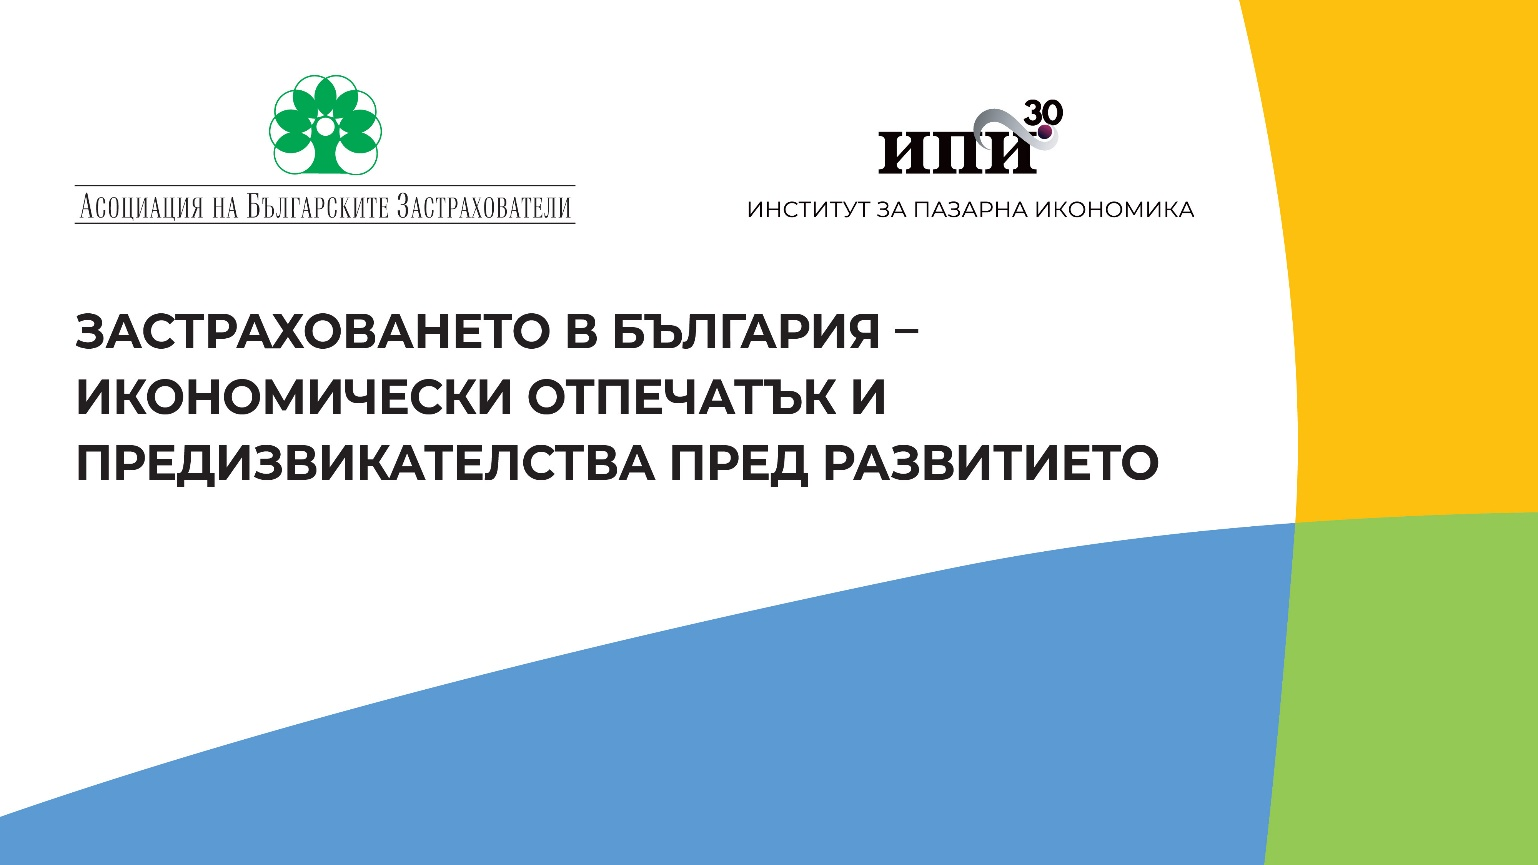 Асоциация на Българските Застрахователи
ипи 30
ИНСТИТУТ ЗА ПАЗАРНА ИКОНОМИКА
ЗАСТРАХОВАНЕТО В БЪЛГАРИЯ –
ИКОНОМИЧЕСКИ ОТПЕЧАТЪК И
ПРЕДИЗВИКАТЕЛСТВА ПРЕД РАЗВИТИЕТО